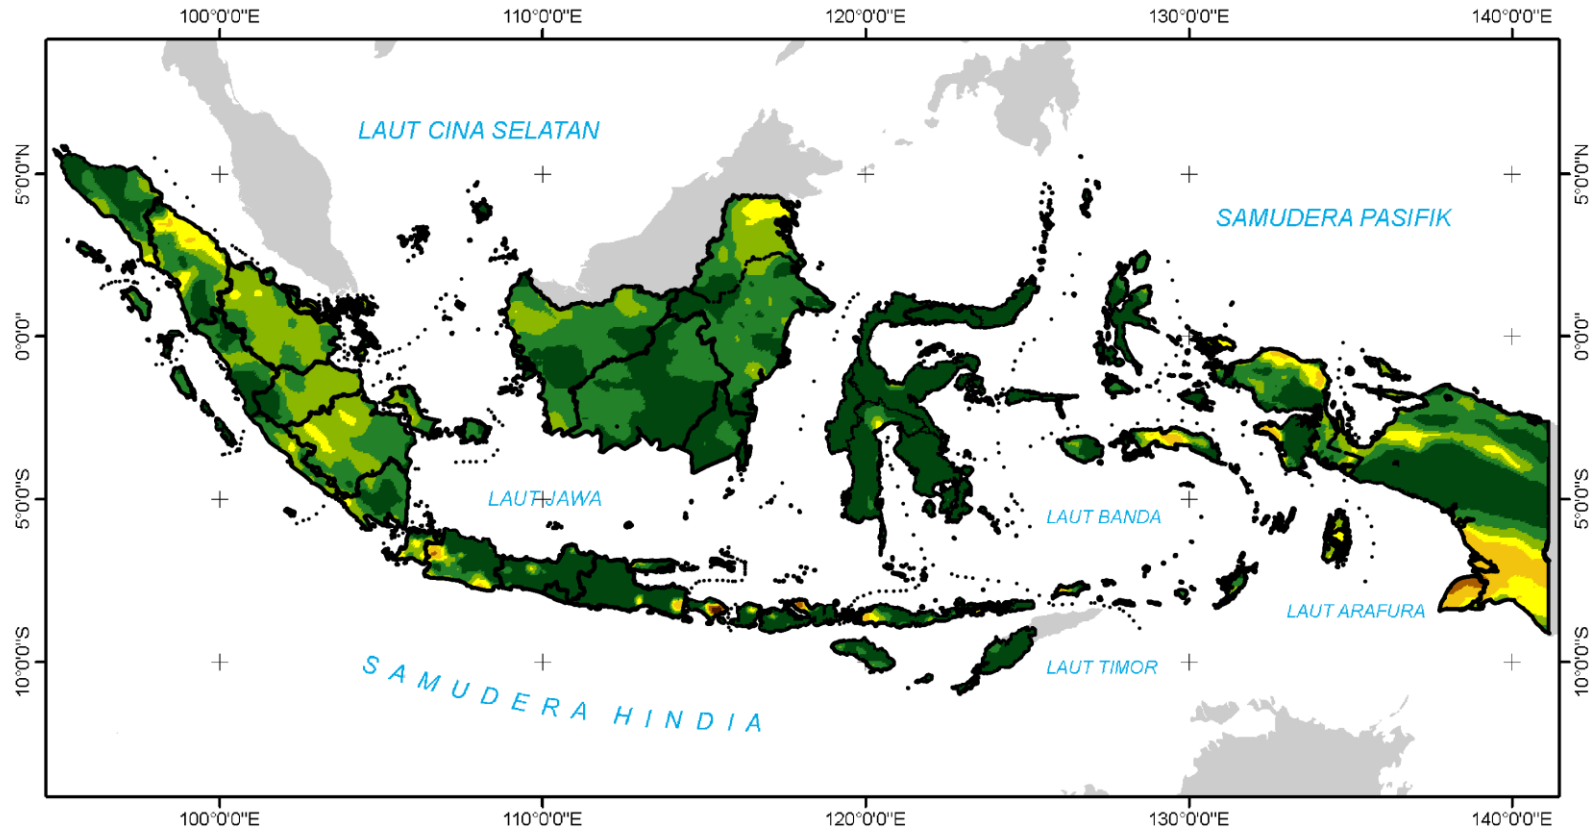 100°0'0"E 110°0'0"E 120°0'0"E 130°0'0"E 140°0'0"E
LAUT CINA SELATAN
5°0'0"N 5°0'0"N
SAMUDERA PASIFIK
0°0'0" 0°0'0"
5°0'0"S 5°0'0"S
LAUT JAWA
LAUT BANDA
LAUT ARAFURA
10°0'0"S 10°0'0"S
LAUT TIMOR
SAMUDERA HINDIA
100°0'0"E 110°0'0"E 120°0'0"E 130°0'0"E 140°0'0"E